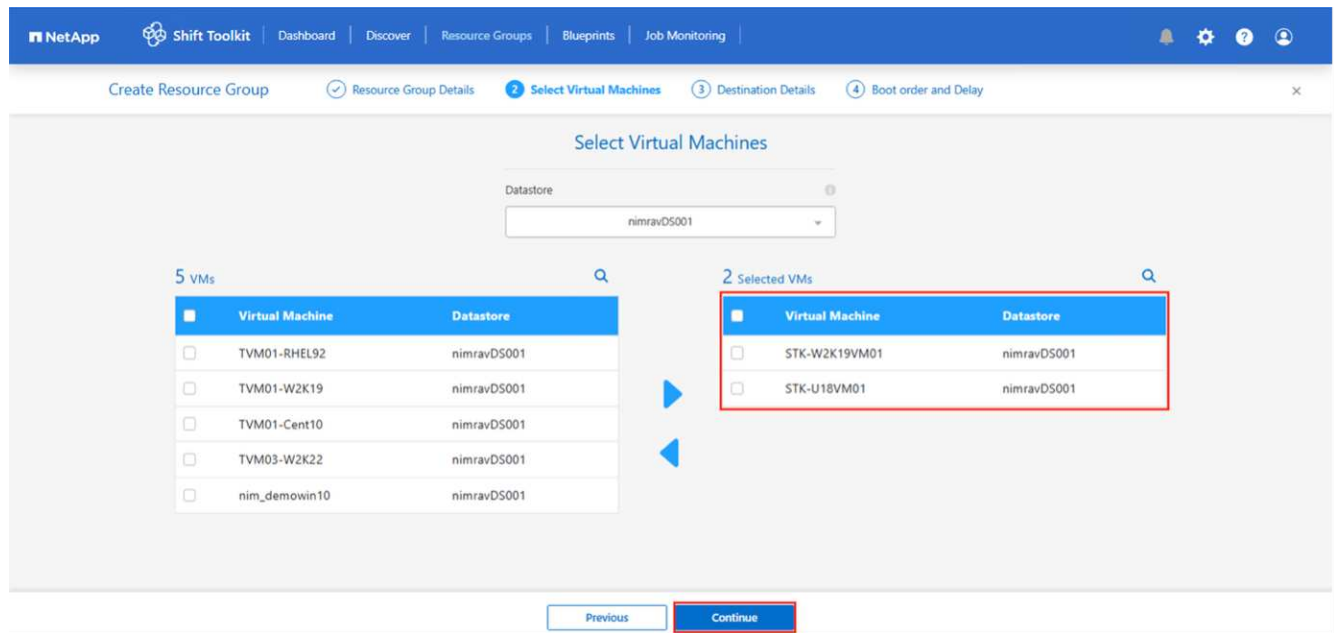 NetApp Shift Toolkit Dashboard Discover Resource Groups Blueprints Job Monitoring
Create Resource Group Resource Group Details 2 Select Virtual Machines 3 Destination Details 4 Boot order and Delay
Select Virtual Machines
Datastore
nimravDS001
5 VMs
Virtual Machine Datastore
TVM01-RHEL92 nimravDS001
TVM01-W2K19 nimravDS001
TVM01-Cent10 nimravDS001
TVM03-W2K22 nimravDS001
nim_demowin10 nimravDS001
2 Selected VMs
Virtual Machine Datastore
STK-W2K19VM01 nimravDS001
STK-U18VM01 nimravDS001
Previous Continue